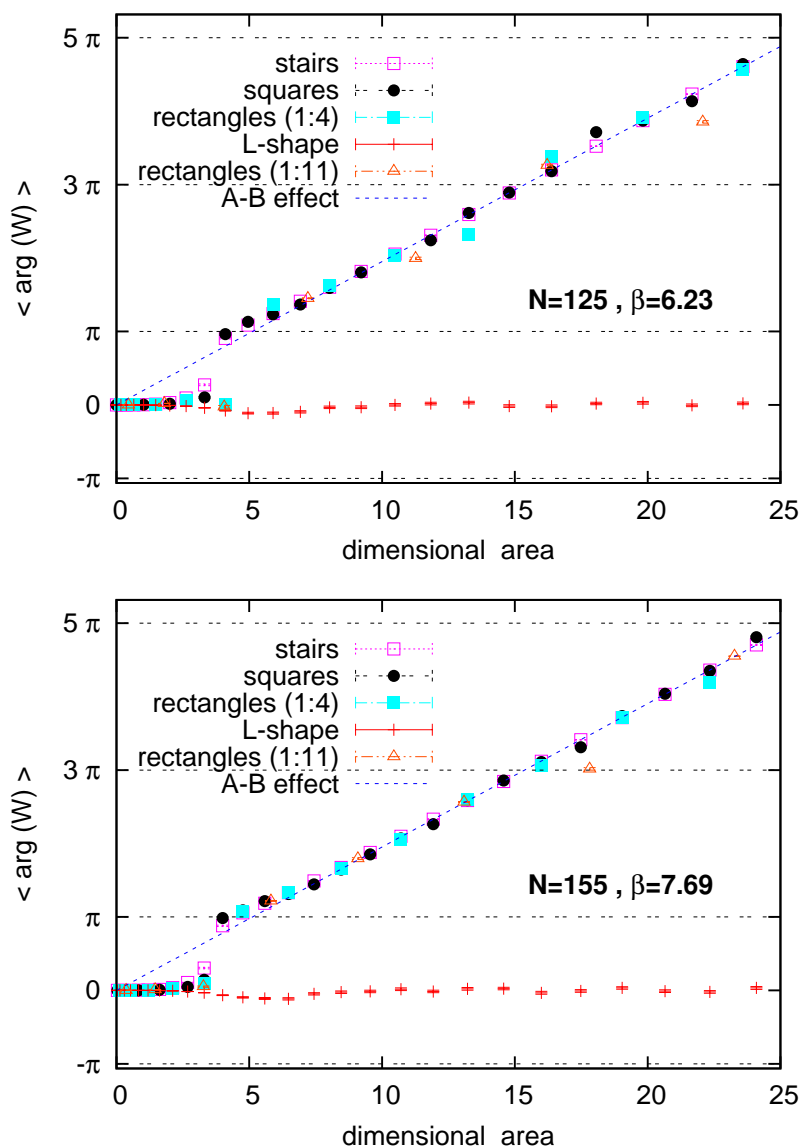 5 π
3 π
π
0
-π
< arg (W) >
stairs
squares
rectangles (1:4)
L-shape
rectangles (1:11)
A-B effect
N=125 , β=6.23
0 5 10 15 20 25
dimensional area
5 π
3 π
π
0
-π
< arg (W) >
stairs
squares
rectangles (1:4)
L-shape
rectangles (1:11)
A-B effect
N=155 , β=7.69
0 5 10 15 20 25
dimensional area